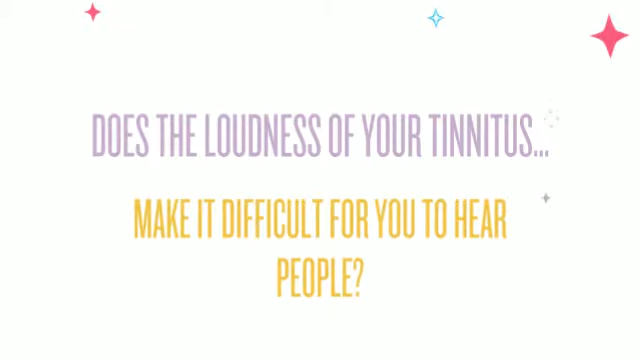 DOES THE LOUDNESS OF YOUR TINNITUS...
MAKE IT DIFFICULT FOR YOU TO HEAR
PEOPLE?